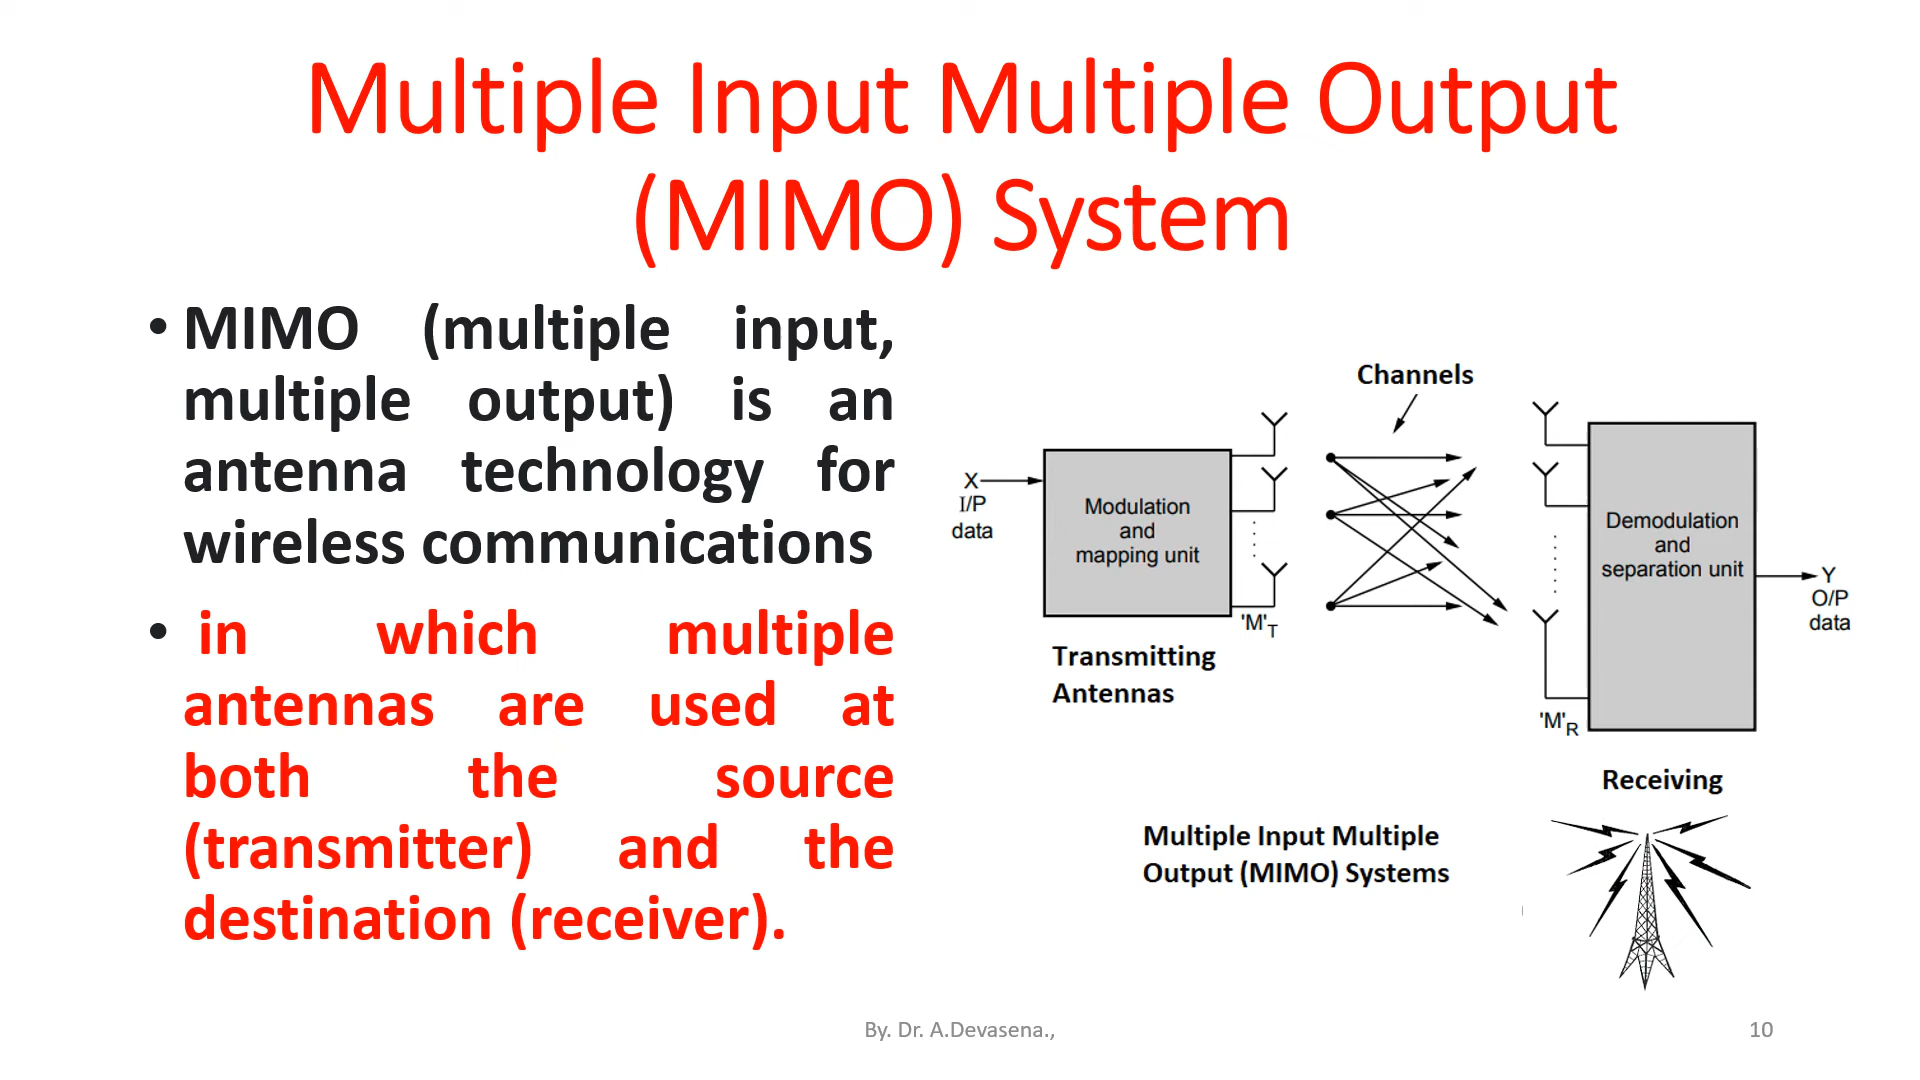 Multiple Input Multiple Output
(MIMO) System
• MIMO (multiple input,
multiple output) is an
antenna technology for
wireless communications
• in which multiple
antennas are used at
both the source
(transmitter) and the
destination (receiver).
Channels
X
I/P
data
Modulation
and
mapping unit
'M'T
Transmitting
Antennas
Demodulation
and
separation unit
'M'R
Y
O/P
data
Receiving
Multiple Input Multiple
Output (MIMO) Systems
By. Dr. A.Devasena.,
10